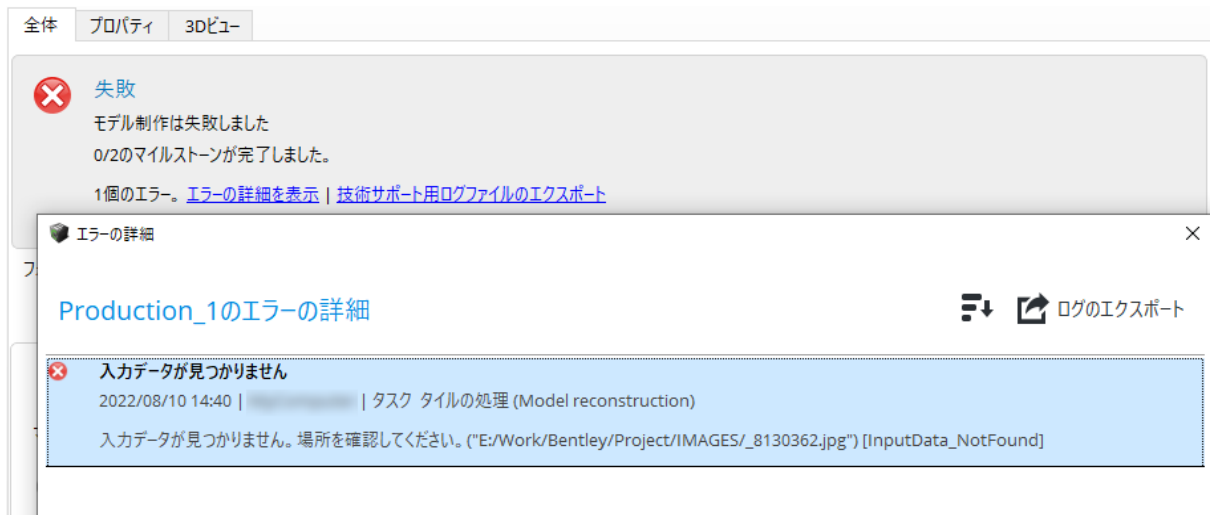 全体 プロパティ 3Dビュー
失敗
モデル制作は失敗しました
0/2のマイルストーンが完了しました。
1個のエラー。エラーの詳細を表示 | 技術サポート用ログファイルのエクスポート
エラーの詳細
Production_1のエラーの詳細
ログのエクスポート
入力データが見つかりません
2022/08/10 14:40 | | タスク タイルの処理 (Model reconstruction)
入力データが見つかりません。場所を確認してください。("E:/Work/Bentley/Project/IMAGES/_8130362.jpg") [InputData_NotFound]